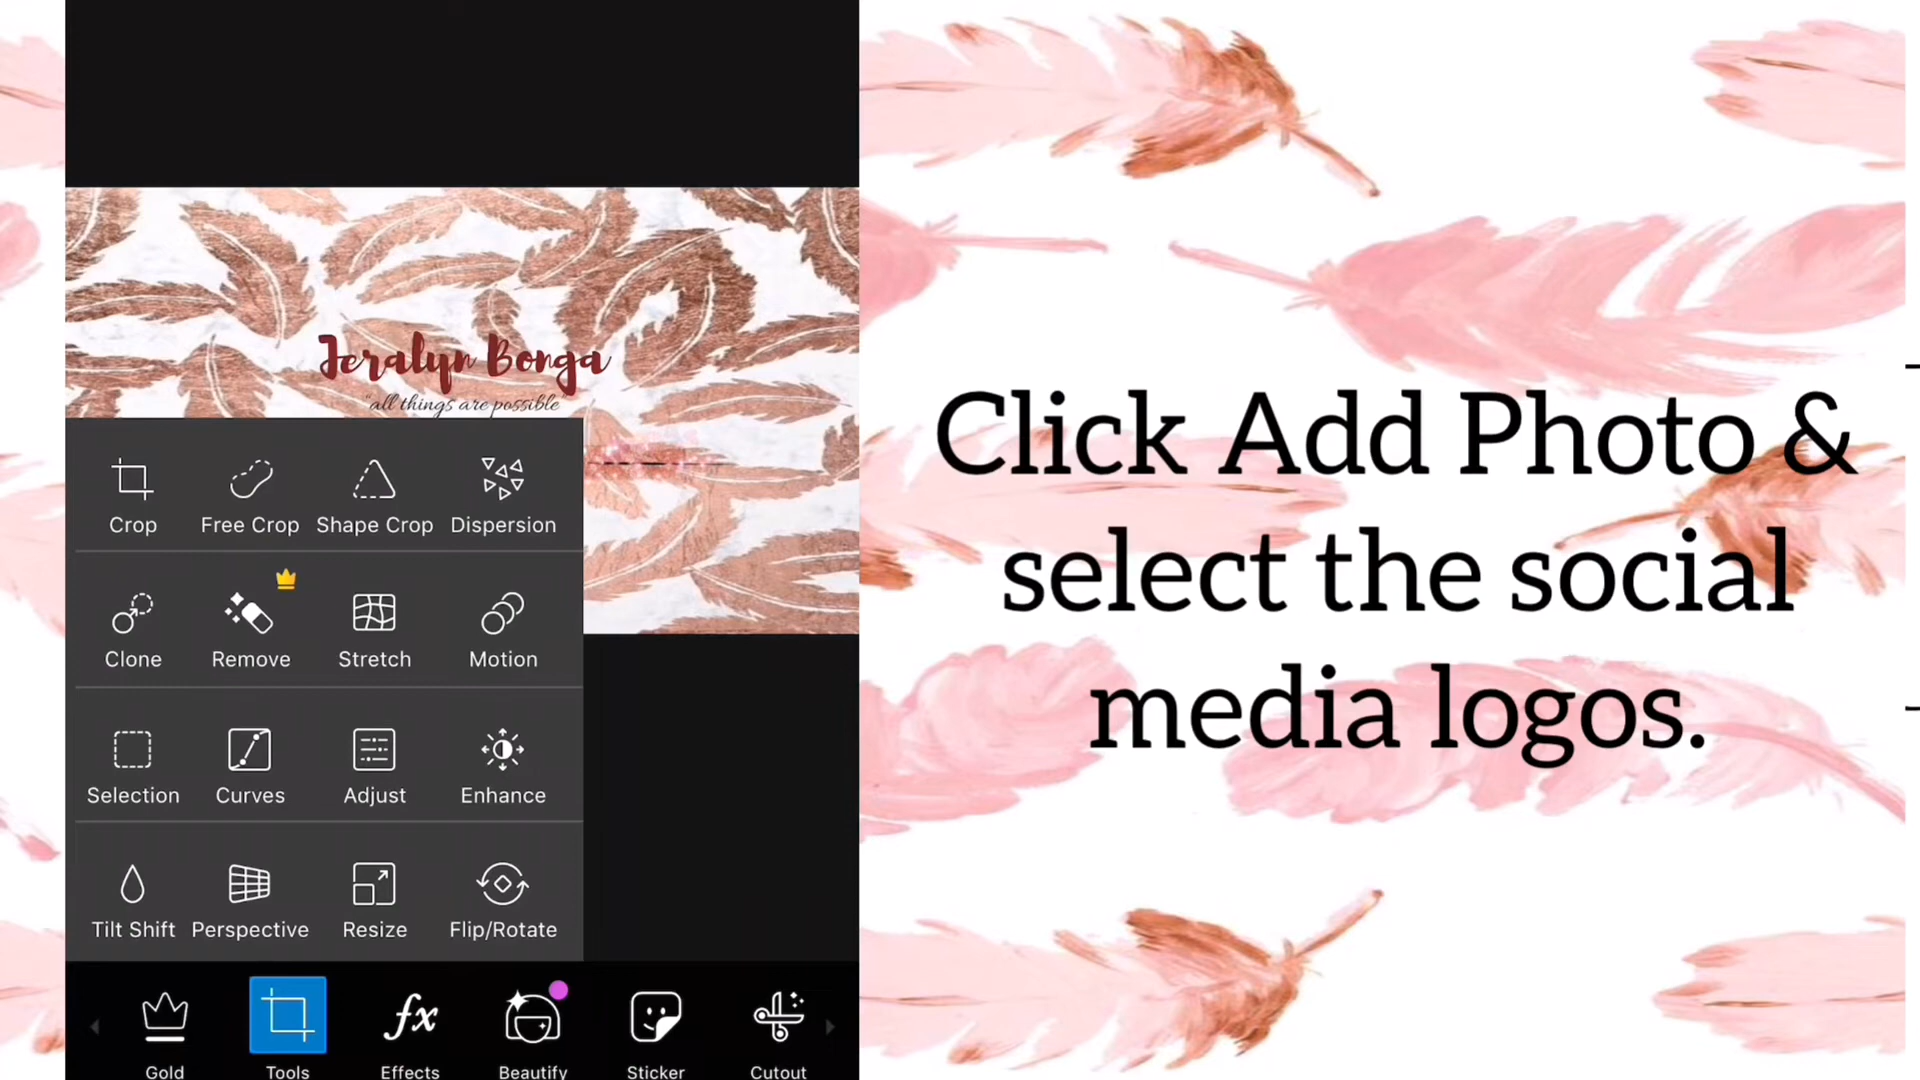 Jeralyn Bonga
"all things are possible"
Crop
Free Crop
Shape Crop
Dispersion
Clone
Remove
Stretch
Motion
Selection
Curves
Adjust
Enhance
Tilt Shift
Perspective
Resize
Flip/Rotate
fx
Gold
Tools
Effects
Beautify
Sticker
Cutout
Click Add Photo &
select the social
media logos.